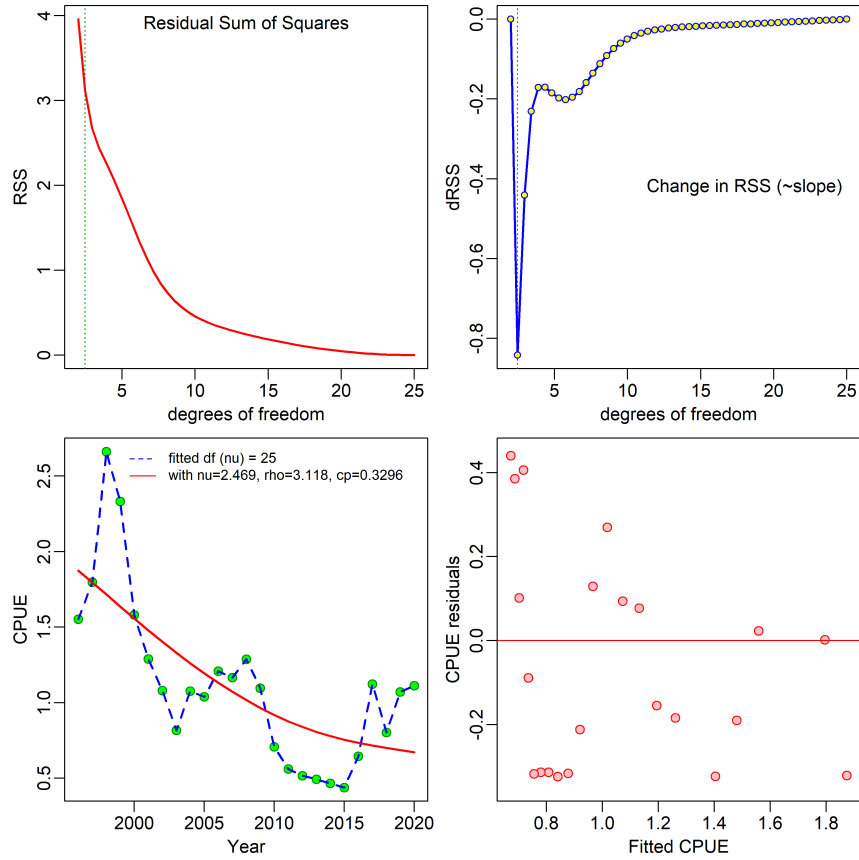 Residual Sum of Squares
RSS
0 1 2 3 4
5 10 15 20 25
degrees of freedom
Change in RSS (~slope)
dRSS
-0.8 -0.6 -0.4 -0.2 0.0
5 10 15 20 25
degrees of freedom
fitted df (nu) = 25
with nu=2.469, rho=3.118, cp=0.3296
CPUE
0.5 1.0 1.5 2.0 2.5
2000 2005 2010 2015 2020
Year
CPUE residuals
-0.2 0.0 0.2 0.4
0.8 1.0 1.2 1.4 1.6 1.8
Fitted CPUE